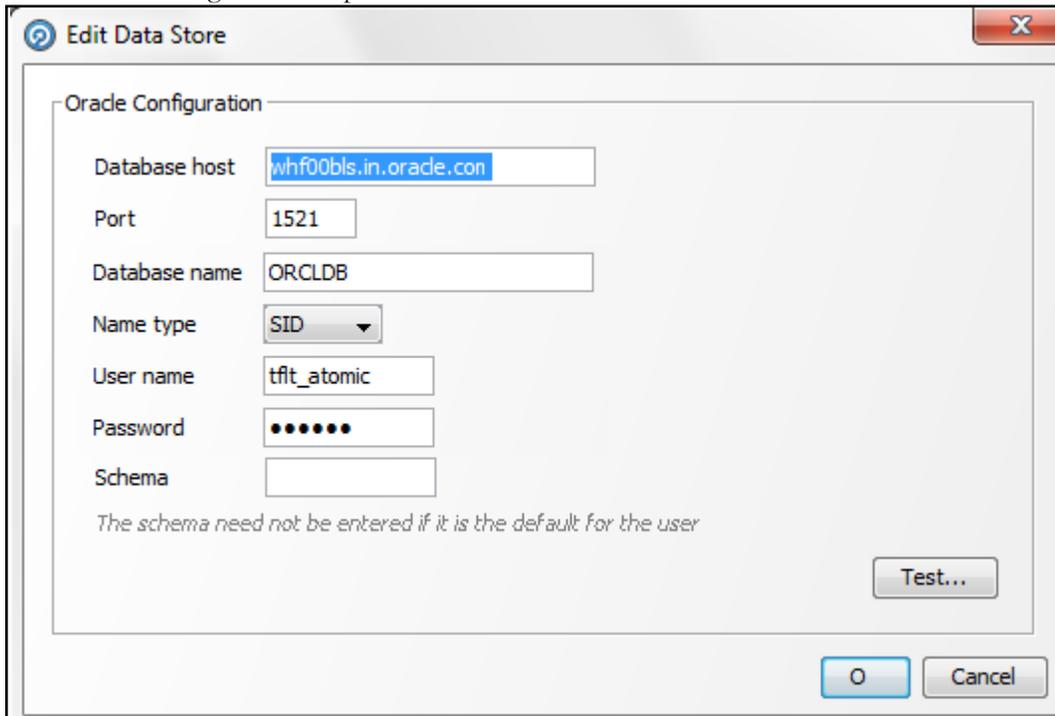 Edit Data Store
Oracle Configuration
Database host whf00bls.in.oracle.con
Port 1521
Database name ORCLDB
Name type SID
User name tflt_atomic
Password ●●●●●●
Schema
The schema need not be entered if it is the default for the user
Test...
O Cancel